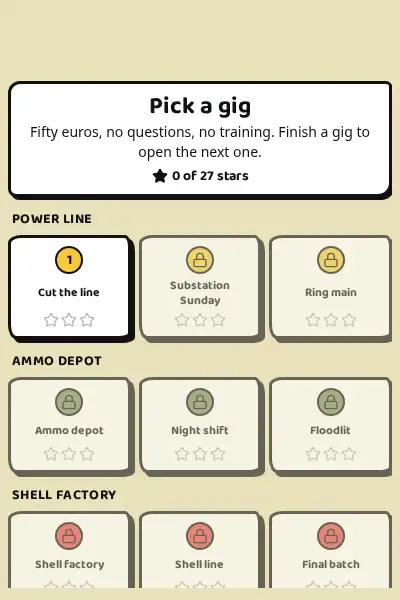 Pick a gig
Fifty euros, no questions, no training. Finish a gig to
open the next one.
0 of 27 stars
POWER LINE
1
Cut the line
Substation
Sunday
Ring main
AMMO DEPOT
Ammo depot
Night shift
Floodlit
SHELL FACTORY
Shell factory
Shell line
Final batch